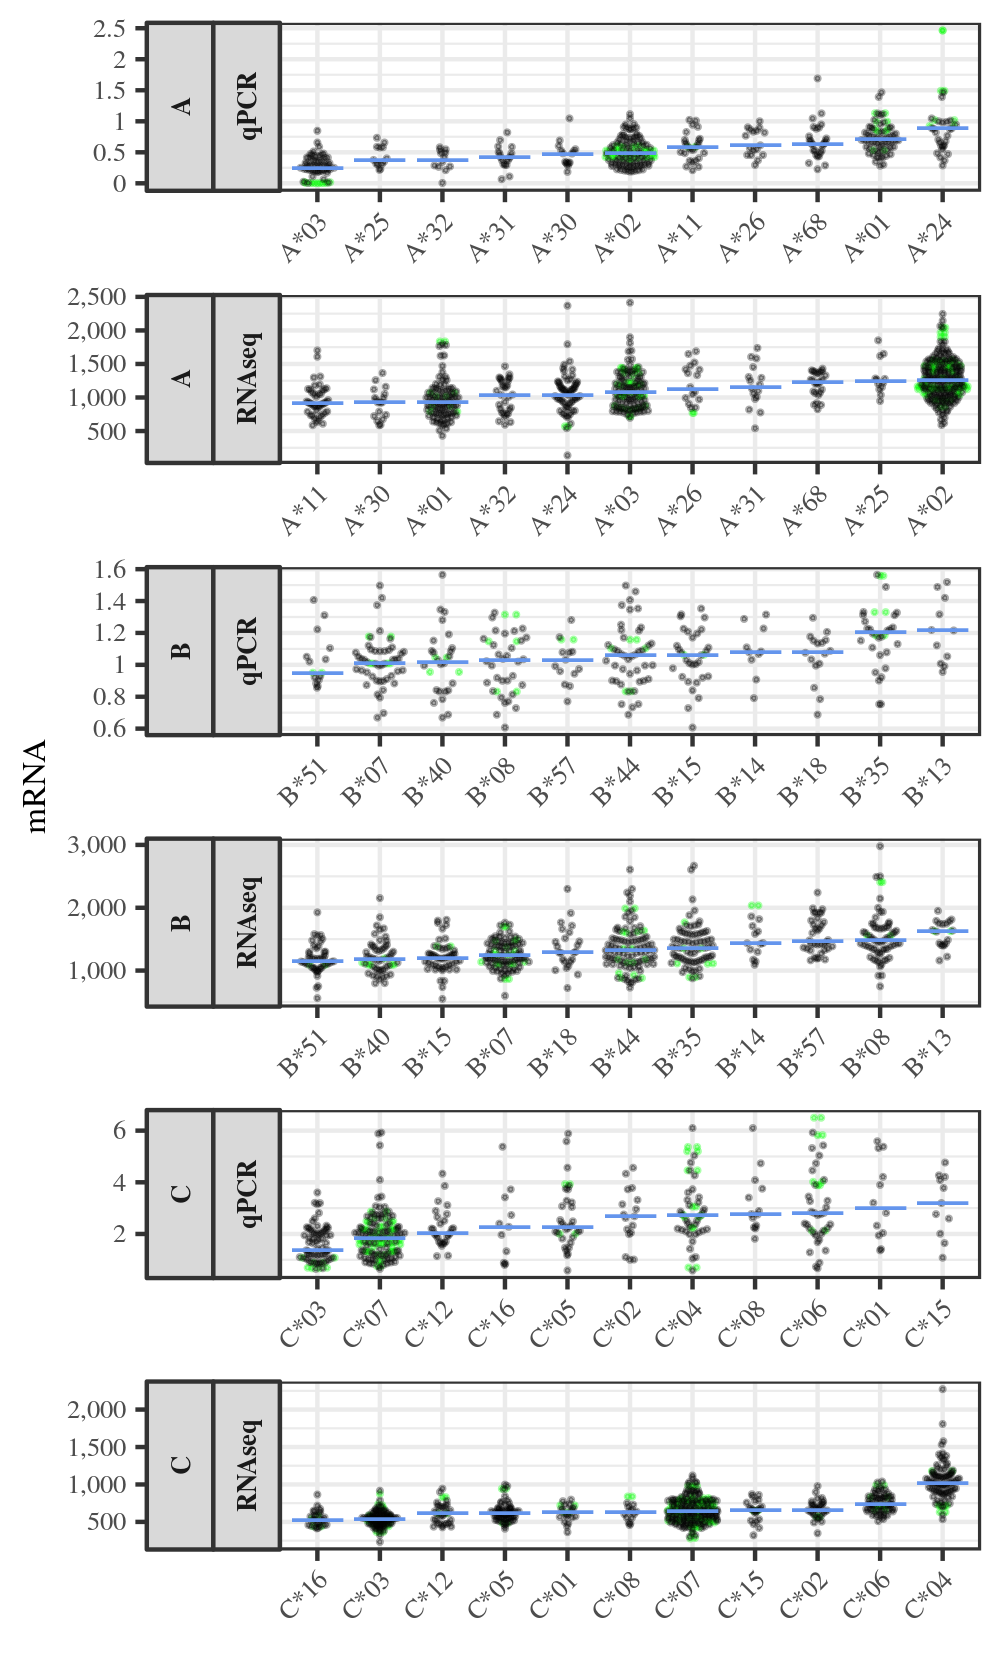 mRNA
A
qPCR
2.5
2
1.5
1
0.5
0
A*03 A*25 A*32 A*31 A*30 A*02 A*11 A*26 A*68 A*01 A*24
A
RNAseq
2,500
2,000
1,500
1,000
500
A*11 A*30 A*01 A*32 A*24 A*03 A*26 A*31 A*68 A*25 A*02
B
qPCR
1.6
1.4
1.2
1
0.8
0.6
B*51 B*07 B*40 B*08 B*57 B*44 B*15 B*14 B*18 B*35 B*13
B
RNAseq
3,000
2,000
1,000
B*51 B*40 B*15 B*07 B*18 B*44 B*35 B*14 B*57 B*08 B*13
C
qPCR
6
4
2
C*03 C*07 C*12 C*16 C*05 C*02 C*04 C*08 C*06 C*01 C*15
C
RNAseq
2,000
1,500
1,000
500
C*16 C*03 C*12 C*05 C*01 C*08 C*07 C*15 C*02 C*06 C*04